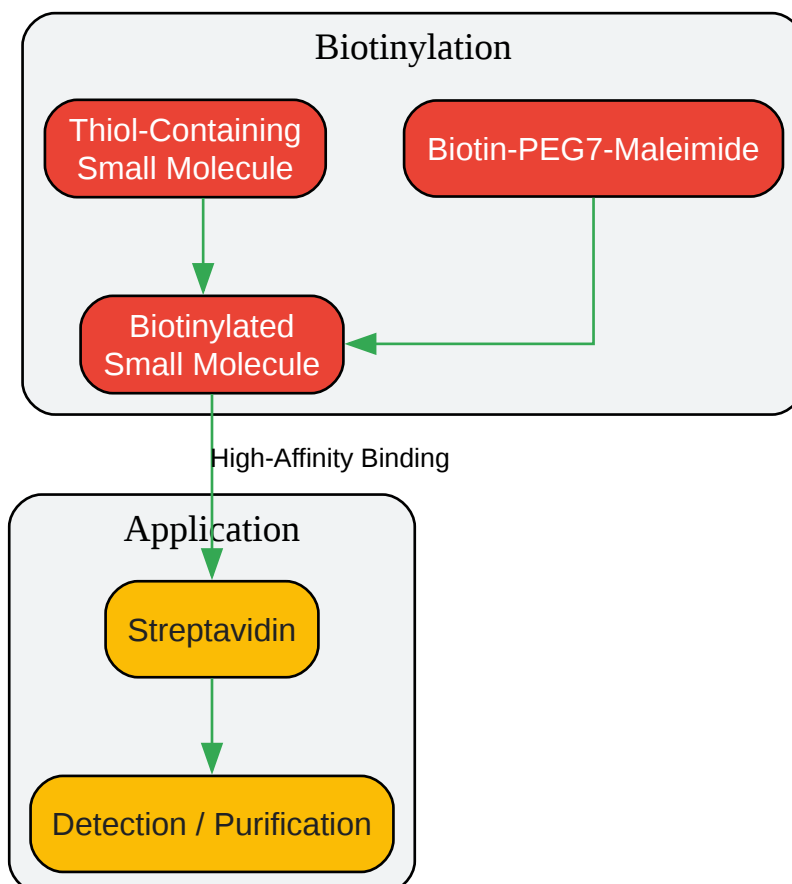 Biotinylation
Thiol-Containing
Small Molecule
Biotin-PEG7-Maleimide
Biotinylated
Small Molecule
High-Affinity Binding
Application
Streptavidin
Detection / Purification